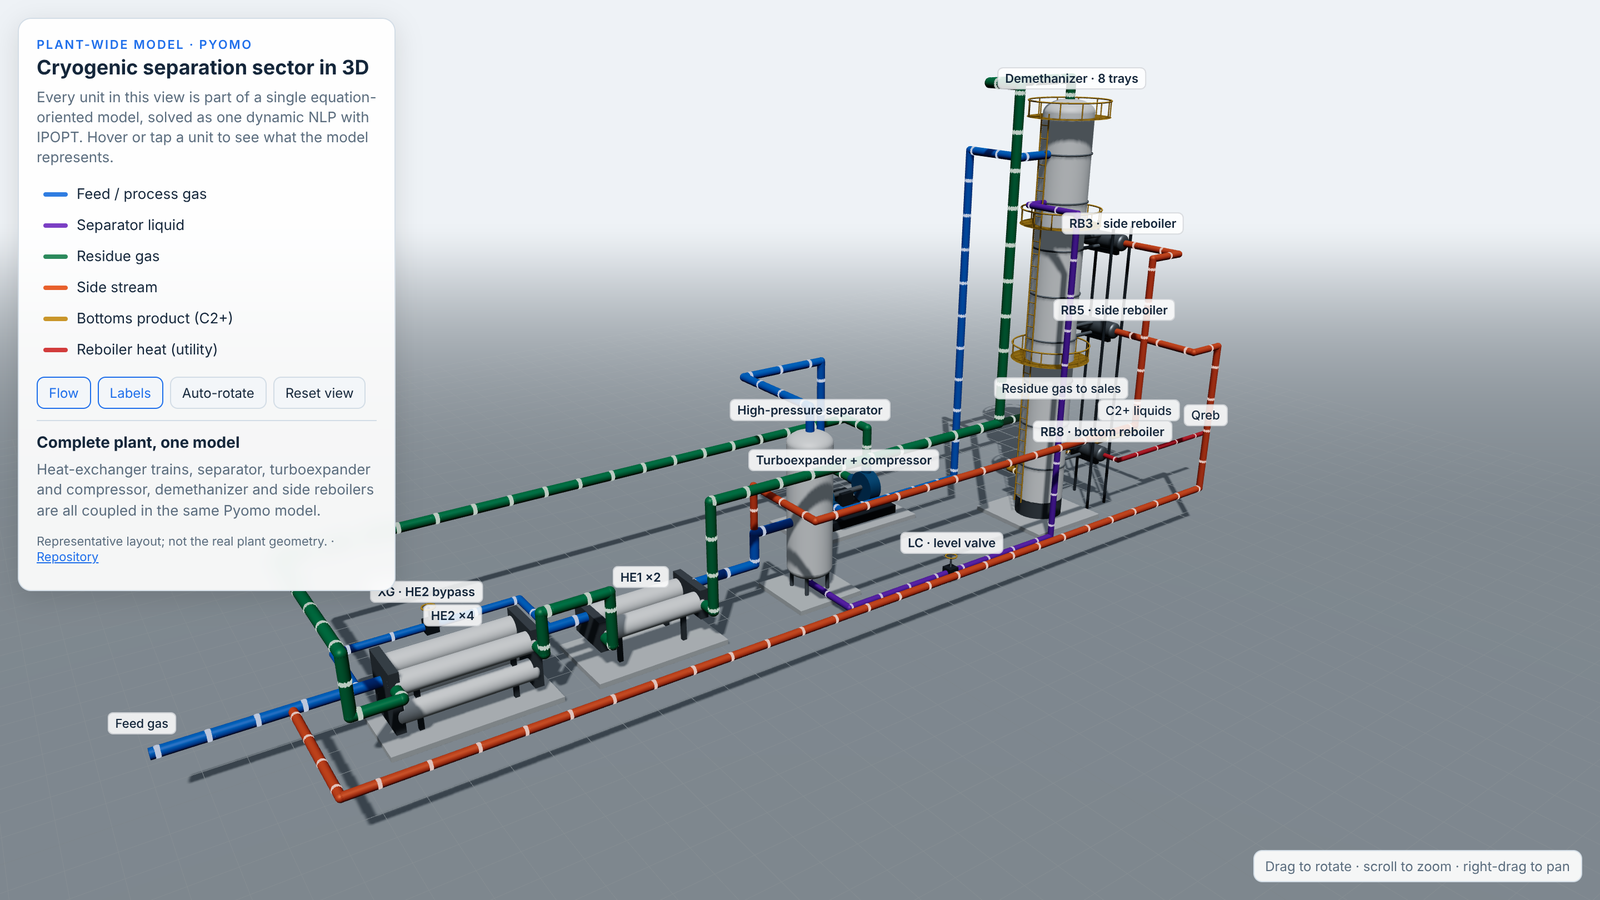 PLANT-WIDE MODEL · PYOMO
Cryogenic separation sector in 3D
Every unit in this view is part of a single equation-
oriented model, solved as one dynamic NLP with
IPOPT. Hover or tap a unit to see what the model
represents.
Feed / process gas
Separator liquid
Residue gas
Side stream
Bottoms product (C2+)
Reboiler heat (utility)
Flow
Labels
Auto-rotate
Reset view
Complete plant, one model
Heat-exchanger trains, separator, turboexpander
and compressor, demethanizer and side reboilers
are all coupled in the same Pyomo model.
Representative layout; not the real plant geometry. ·
Repository
Demethanizer · 8 trays
RB3 · side reboiler
RB5 · side reboiler
Residue gas to sales
C2+ liquids
Qreb
RB8 · bottom reboiler
High-pressure separator
Turboexpander + compressor
LC · level valve
HE1 ×2
XG · HE2 bypass
HE2 ×4
Feed gas
Drag to rotate · scroll to zoom · right-drag to pan